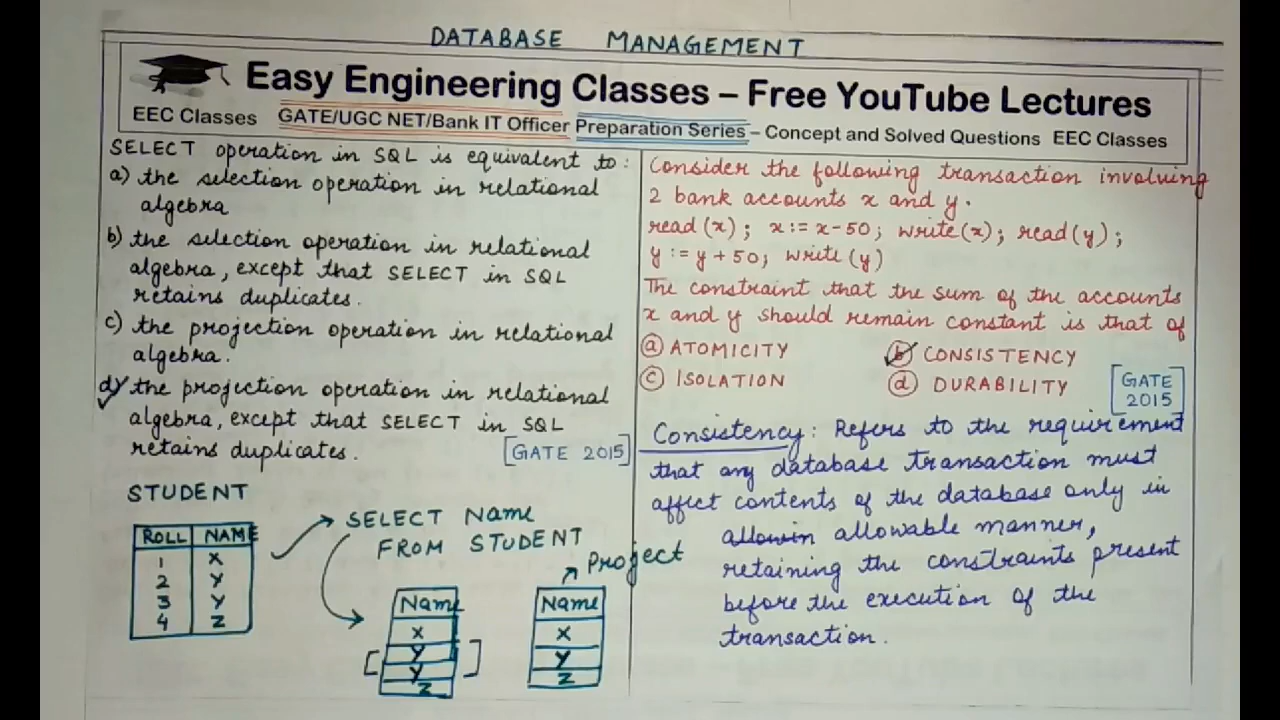 DATABASE MANAGEMENT
Easy Engineering Classes – Free YouTube Lectures
EEC Classes GATE/UGC NET/Bank IT Officer Preparation Series – Concept and Solved Questions EEC Classes
SELECT operation in SQL is equivalent to:
a) the selection operation in relational
algebra
b) the selection operation in relational
algebra, except that SELECT in SQL
retains duplicates.
c) the projection operation in relational
algebra.
d) the projection operation in relational
algebra, except that SELECT in SQL
retains duplicates.
[GATE 2015]
STUDENT
ROLL NAME
1 X
2 Y
3 Y
4 Z
SELECT Name
FROM STUDENT
Name
X
Y
Y
Z
Project
Name
X
Y
Z
Consider the following transaction involving
2 bank accounts x and y.
read(x); x:= x-50; write(x); read(y);
y:= y+50; write(y)
The constraint that the sum of the accounts
x and y should remain constant is that of
(a) ATOMICITY (b) CONSISTENCY
(c) ISOLATION (d) DURABILITY
[GATE
2015]
Consistency: Refers to the requirement
that any database transaction must
affect contents of the database only in
allowin allowable manner,
retaining the constraints present
before the execution of the
transaction.